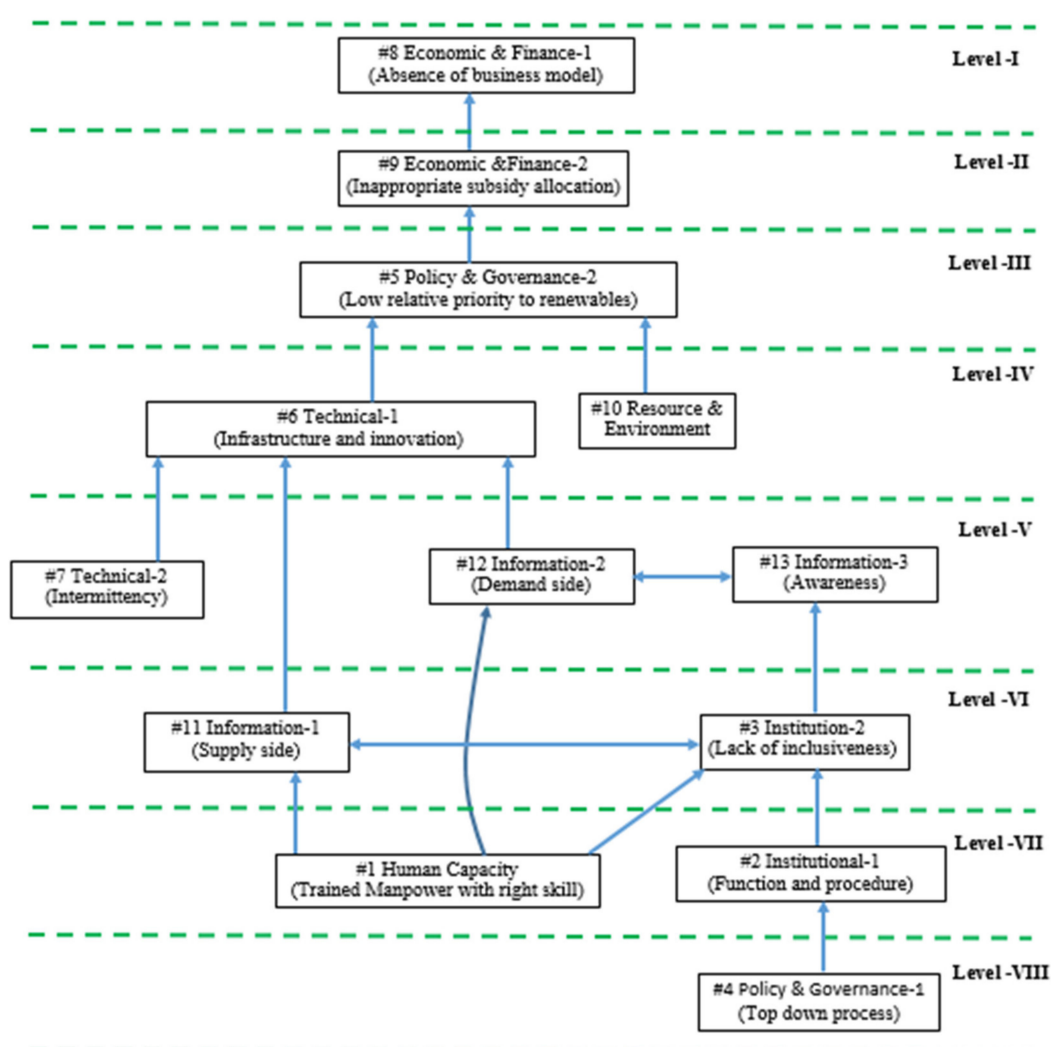 #8 Economic & Finance-1
(Absence of business model)
Level -I
#9 Economic &Finance-2
(Inappropriate subsidy allocation)
Level -II
#5 Policy & Governance-2
(Low relative priority to renewables)
Level -III
#6 Technical-1
(Infrastructure and innovation)
#10 Resource &
Environment
Level -IV
#7 Technical-2
(Intermittency)
#12 Information-2
(Demand side)
#13 Information-3
(Awareness)
Level -V
#11 Information-1
(Supply side)
#3 Institution-2
(Lack of inclusiveness)
Level -VI
#1 Human Capacity
(Trained Manpower with right skill)
#2 Institutional-1
(Function and procedure)
Level -VII
#4 Policy & Governance-1
(Top down process)
Level -VIII